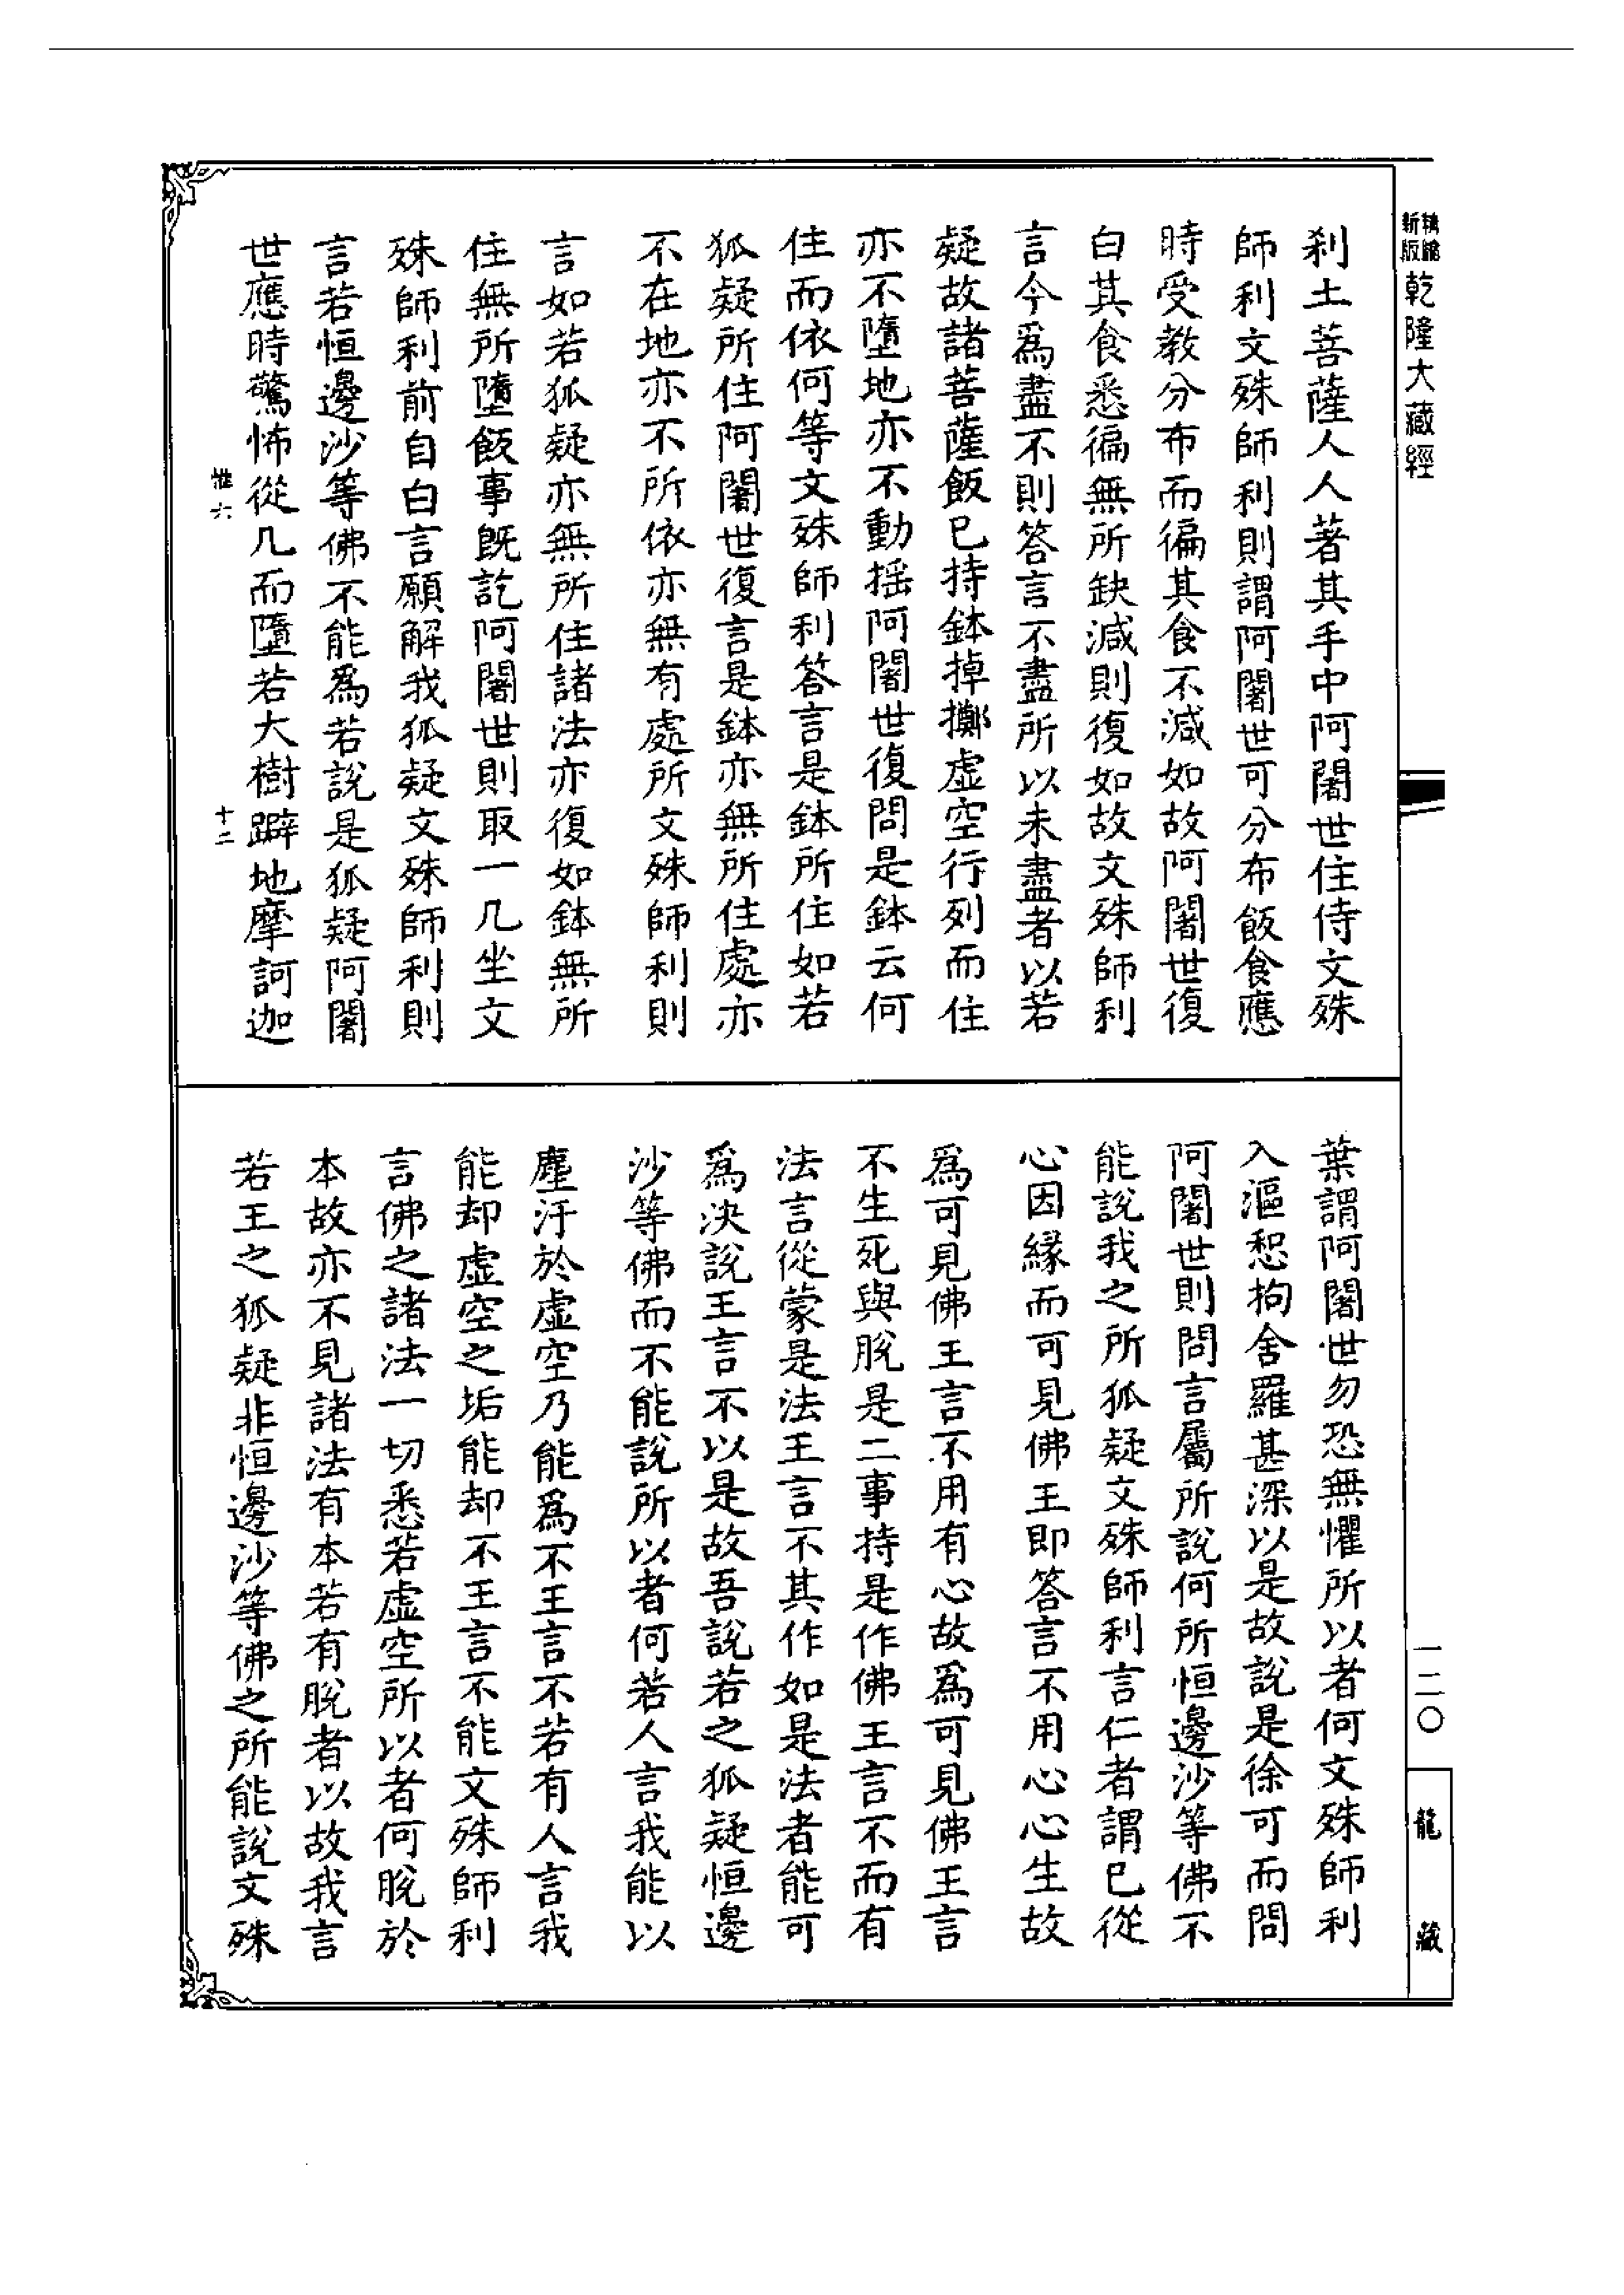 新版
精縮
乾隆大藏經
刹土菩薩人人著其手中阿闍世住侍文殊
師利文殊師利則謂阿闍世可分布飯食應
時受教分布而徧其食不減如故阿闍世復
白其食悉徧無所缺減則復如故文殊師利
言今爲盡不則答言不盡所以未盡者以若
疑故諸菩薩飯已持鉢掉擲虛空行列而住
亦不墮地亦不動搖阿闍世復問是鉢云何
住而依何等文殊師利答言是鉢所住如若
狐疑所住阿闍世復言是鉢亦無所住處亦
不在地亦不所依亦無有處所文殊師利則
言如若狐疑亦無所住諸法亦復如鉢無所
住無所墮飯事既訖阿闍世則取一几坐文
殊師利前自白言願解我狐疑文殊師利則
言若恒邊沙等佛不能爲若說是狐疑阿闍
世應時驚怖從几而墮若大樹躃地摩訶迦
十二
葉謂阿闍世勿恐無懼所以者何文殊師利
入漚惒拘舍羅甚深以是故說是徐可而問
阿闍世則問言屬所說何所恒邊沙等佛不
能說我之所狐疑文殊師利言仁者謂已從
心因緣而可見佛王即答言不用心心生故
爲可見佛王言不用有心故爲可見佛王言
不生死與脫是二事持是作佛王言不而有
法言從蒙是法王言不其作如是法者能可
爲決說王言不以是故吾說若之狐疑恒邊
沙等佛而不能說所以者何若人言我能以
塵汙於虛空乃能爲不王言不若有人言我
能却虛空之垢能却不王言不能文殊師利
言佛之諸法一切悉若虛空所以者何脫於
本故亦不見諸法有本若有脫者以故我言
若王之狐疑非恒邊沙等佛之所能說文殊
一二〇
龍藏